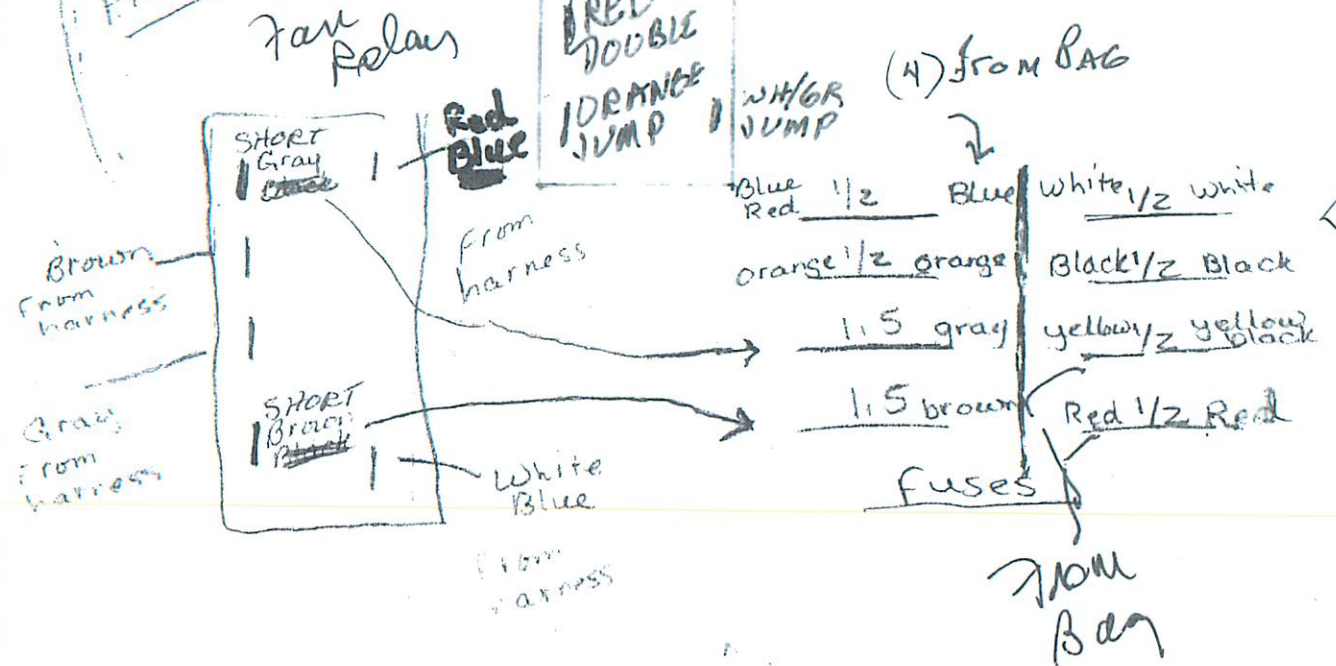 Fan
Relays
RED
DOUBLE
ORANGE
JUMP
WH/GR
JUMP
(4) From BAG
SHORT
Gray
Red
Blue
From
harness
Brown
From
harness
Gray
From
harness
SHORT
Brown
Black
White
Blue
From
harness
Blue
Red 1/2 Blue
White 1/2 White
orange 1/2 orange
Black 1/2 Black
1.5 gray
yellow 1/2 yellow
black
1.5 brown
Red 1/2 Red
fuses
From
Bag